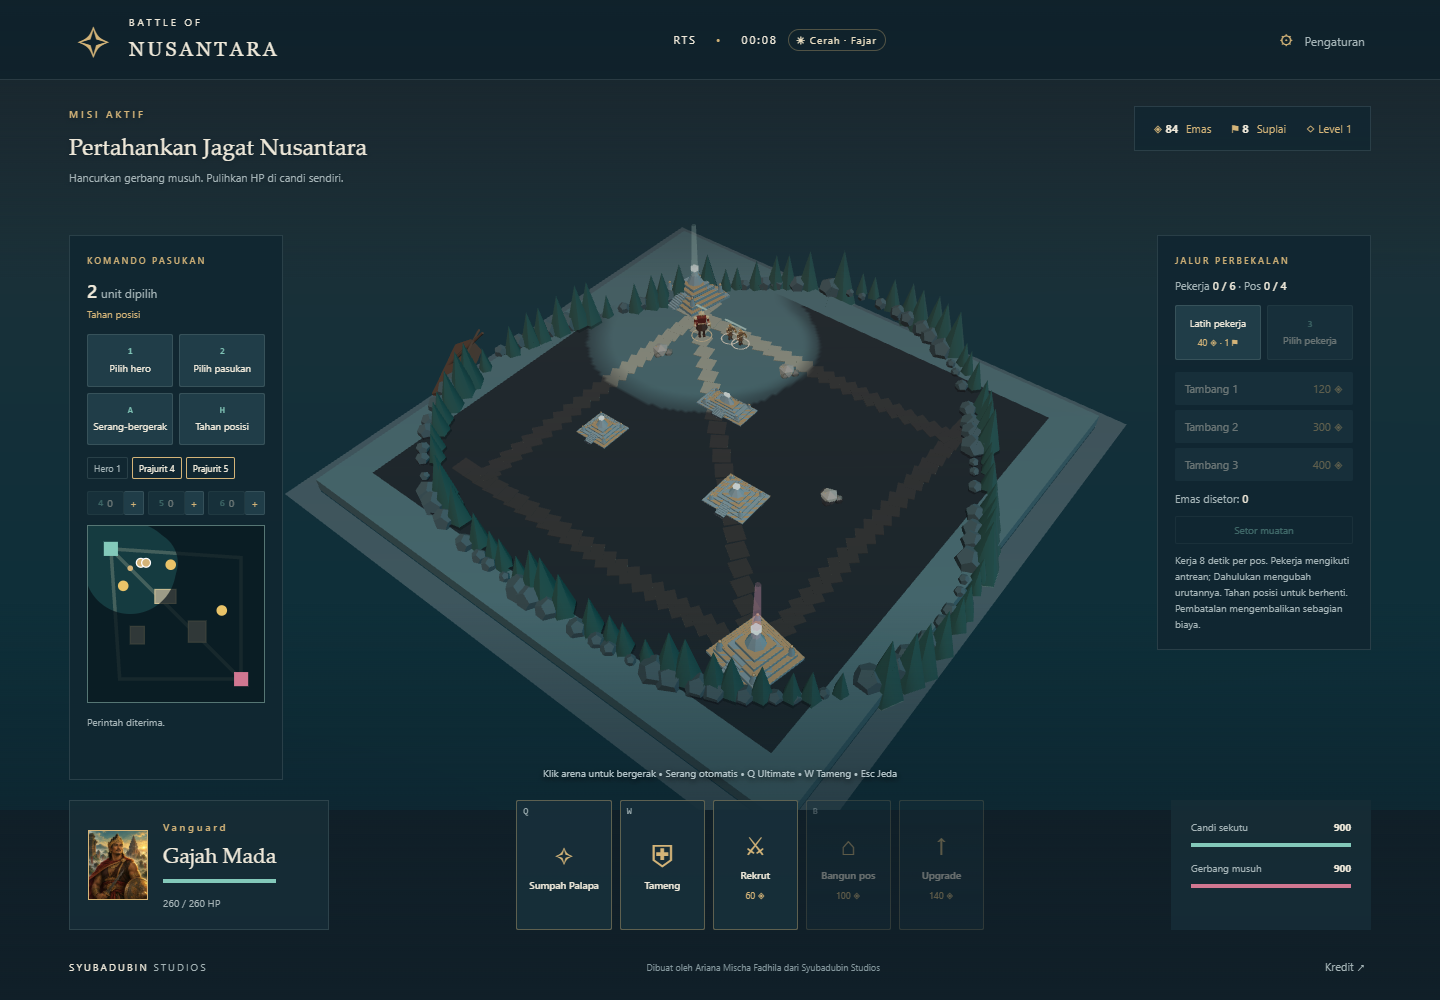 BATTLE OF
NUSANTARA
RTS • 00:08 Cerah · Fajar
Pengaturan
MISI AKTIF
Pertahankan Jagat Nusantara
Hancurkan gerbang musuh. Pulihkan HP di candi sendiri.
84 Emas 8 Suplai Level 1
KOMANDO PASUKAN
2 unit dipilih
Tahan posisi
1 2
Pilih hero Pilih pasukan
A H
Serang-bergerak Tahan posisi
Hero 1 Prajurit 4 Prajurit 5
4 0 + 5 0 + 6 0 +
Perintah diterima.
JALUR PERBEKALAN
Pekerja 0 / 6 · Pos 0 / 4
Latih pekerja
40 · 1
3
Pilih pekerja
Tambang 1 120
Tambang 2 300
Tambang 3 400
Emas disetor: 0
Setor muatan
Kerja 8 detik per pos. Pekerja mengikuti
antrean; Dahulukan mengubah
urutannya. Tahan posisi untuk berhenti.
Pembatalan mengembalikan sebagian
biaya.
Klik arena untuk bergerak • Serang otomatis • Q Ultimate • W Tameng • Esc Jeda
Vanguard
Gajah Mada
260 / 260 HP
Q
Sumpah Palapa
W
Tameng
Rekrut
60
B
Bangun pos
100
Upgrade
140
Candi sekutu 900
Gerbang musuh 900
SYUBADUBIN STUDIOS
Dibuat oleh Ariana Mischa Fadhila dari Syubadubin Studios
Kredit ↗